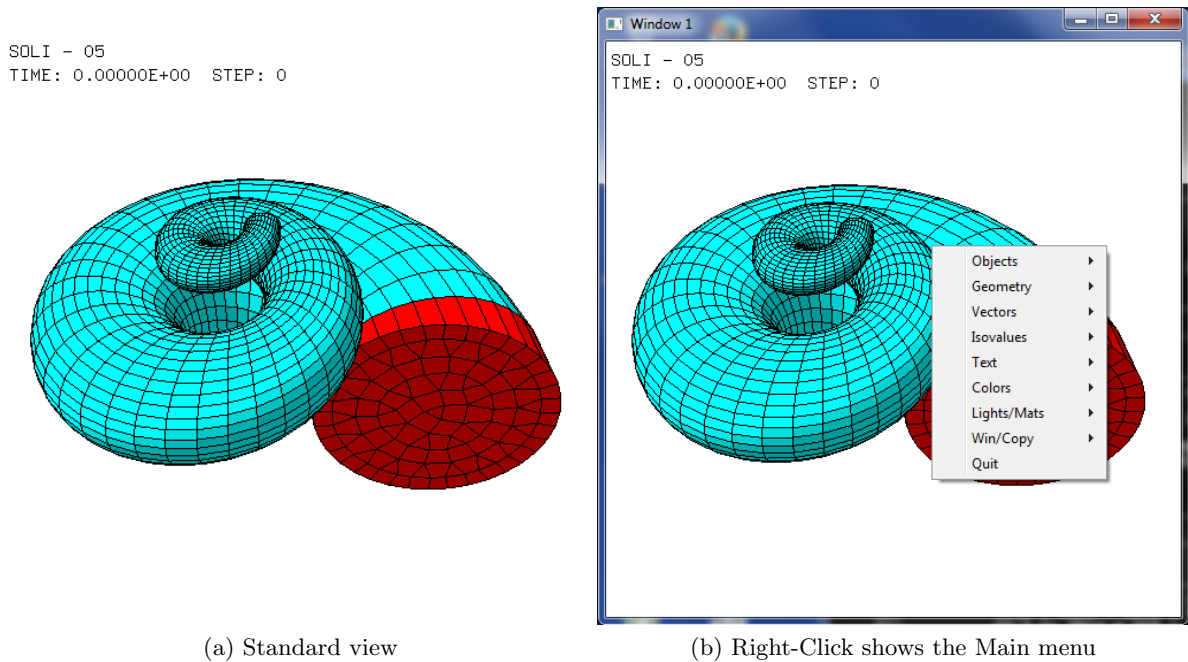 SOLI - 05
TIME: 0.00000E+00 STEP: 0
Window 1
SOLI - 05
TIME: 0.00000E+00 STEP: 0
Objects
Geometry
Vectors
Isovalues
Text
Colors
Lights/Mats
Win/Copy
Quit
(a) Standard view
(b) Right-Click shows the Main menu